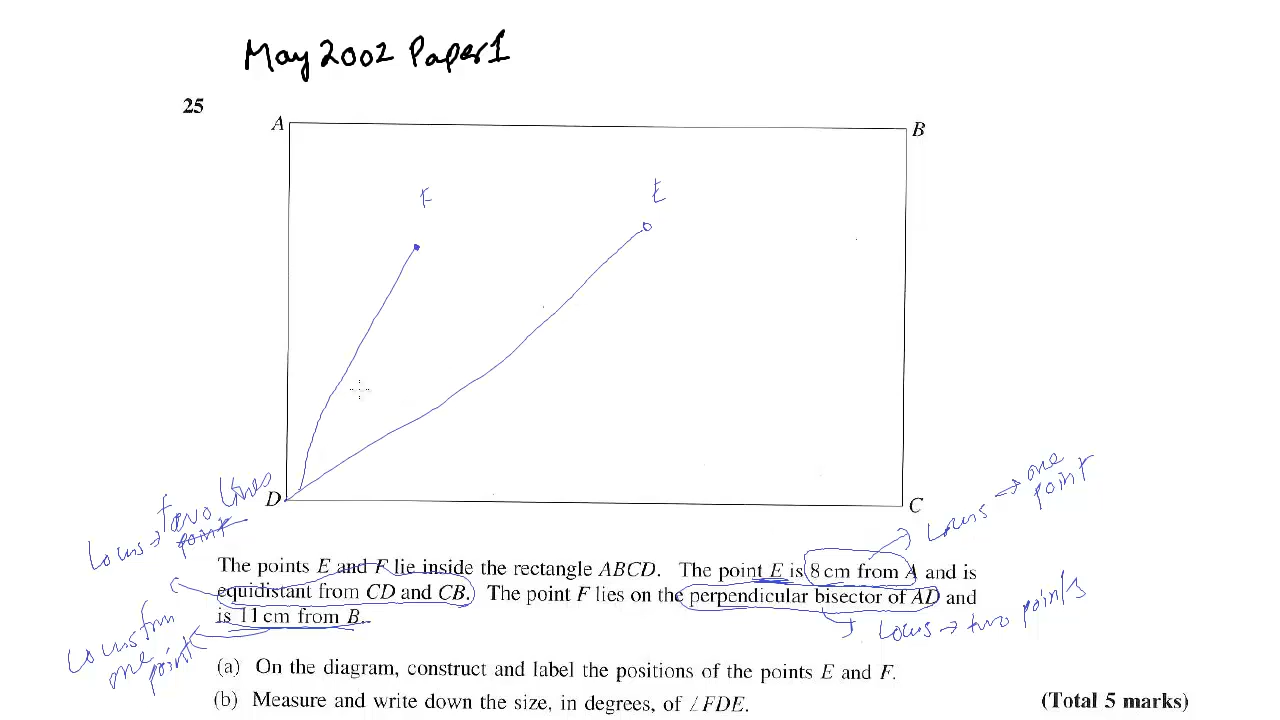 May 2002 Paper 1
25
A
B
F
E
D
C
Locus → two lines
point
Locus → one
point
The points E and F lie inside the rectangle ABCD. The point E is 8 cm from A and is
equidistant from CD and CB. The point F lies on the perpendicular bisector of AD and
is 11 cm from B.
Locus → two points
Locus from
one
point
(a) On the diagram, construct and label the positions of the points E and F.
(b) Measure and write down the size, in degrees, of ∠FDE.
(Total 5 marks)